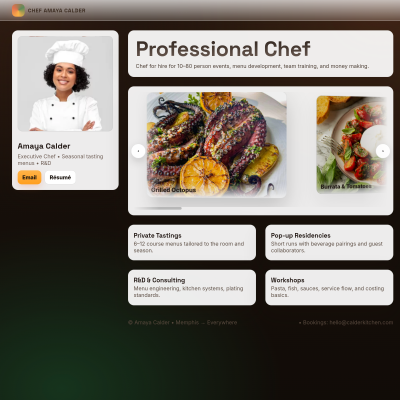 CHEF AMAYA CALDER
Professional Chef
Chef for hire for 10–80 person events, menu development, team training, and money making.
Amaya Calder
Executive Chef • Seasonal tasting
menus • R&D
Email
Résumé
Grilled Octopus
Burrata & Tomatoes
Private Tastings
6–12 course menus tailored to the room and
season.
Pop-up Residencies
Short runs with beverage pairings and guest
collaborators.
R&D & Consulting
Menu engineering, kitchen systems, plating
standards.
Workshops
Pasta, fish, sauces, service flow, and costing
basics.
© Amaya Calder • Memphis → Everywhere
• Bookings: hello@calderkitchen.com